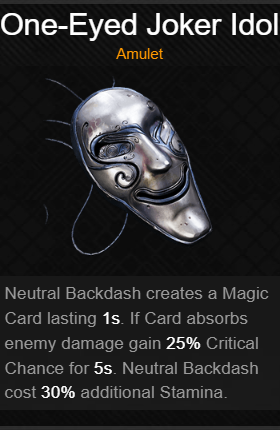 One-Eyed Joker Idol
Amulet
Neutral Backdash creates a Magic
Card lasting 1s. If Card absorbs
enemy damage gain 25% Critical
Chance for 5s. Neutral Backdash
cost 30% additional Stamina.